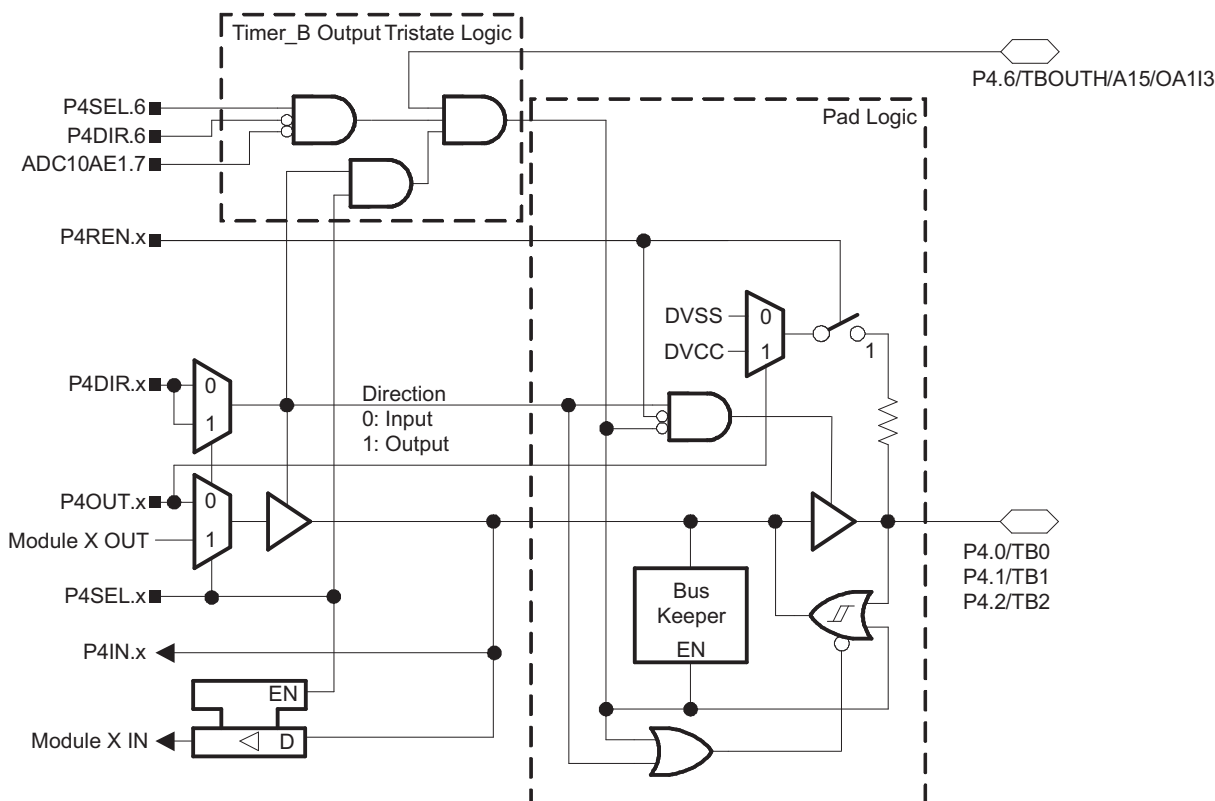 Timer_B Output Tristate Logic
P4.6/TBOUTH/A15/OA1I3
P4SEL.6
P4DIR.6
ADC10AE1.7
Pad Logic
P4REN.x
DVSS
0
DVCC
1
1
P4DIR.x
0
1
Direction
0: Input
1: Output
P4OUT.x
0
Module X OUT
1
P4SEL.x
P4.0/TB0
P4.1/TB1
P4.2/TB2
Bus
Keeper
EN
P4IN.x
EN
Module X IN
D